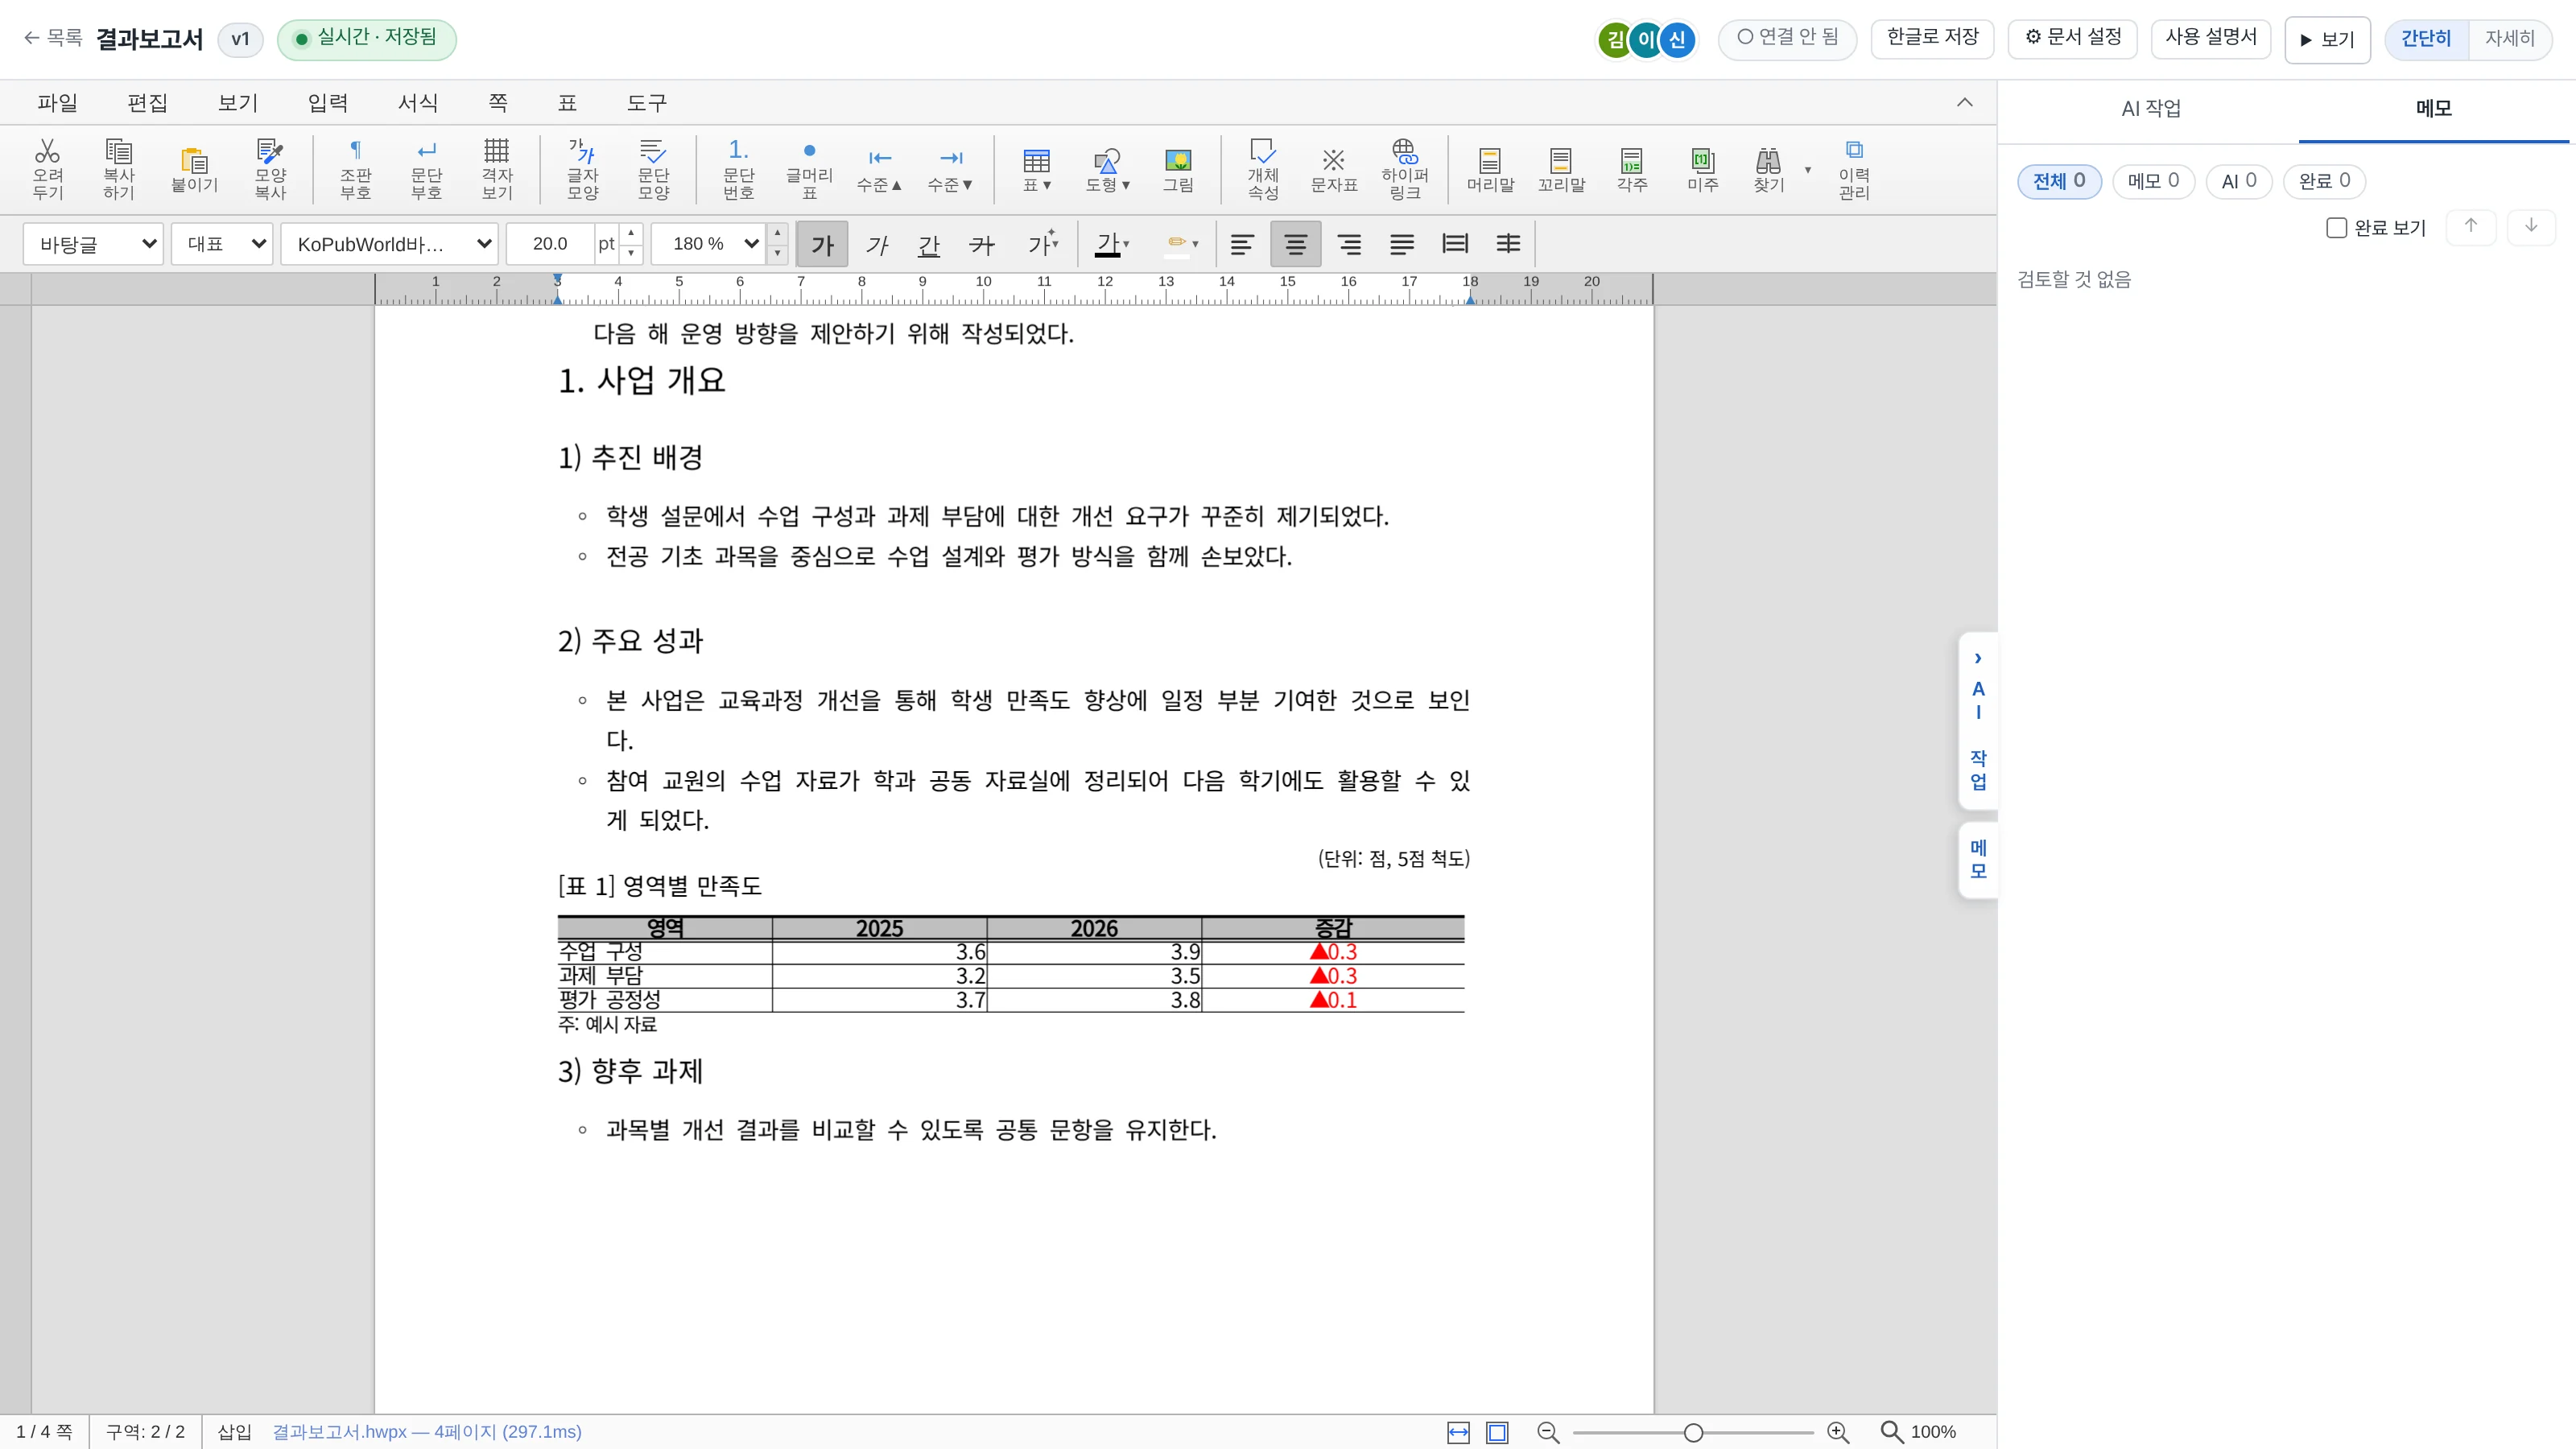 ← 목록 결과보고서 v1 실시간 · 저장됨
김 이 신 연결 안 됨 한글로 저장 ⚙ 문서 설정 사용 설명서 ▶ 보기 간단히 자세히
파일 편집 보기 입력 서식 쪽 표 도구
오려두기 복사하기 붙이기 모양복사 조판부호 문단부호 격자보기 글자모양 문단모양 문단번호 글머리표 수준▲ 수준▼ 표▼ 도형▼ 그림 개체속성 문자표 하이퍼링크 머리말 꼬리말 각주 미주 찾기 이력관리
바탕글 대표 KoPubWorld바... 20.0 pt 180 % 가 가 간 가 가 가
1 2 3 4 5 6 7 8 9 10 11 12 13 14 15 16 17 18 19 20
다음 해 운영 방향을 제안하기 위해 작성되었다.
1. 사업 개요
1) 추진 배경
◦ 학생 설문에서 수업 구성과 과제 부담에 대한 개선 요구가 꾸준히 제기되었다.
◦ 전공 기초 과목을 중심으로 수업 설계와 평가 방식을 함께 손보았다.
2) 주요 성과
◦ 본 사업은 교육과정 개선을 통해 학생 만족도 향상에 일정 부분 기여한 것으로 보인
다.
◦ 참여 교원의 수업 자료가 학과 공동 자료실에 정리되어 다음 학기에도 활용할 수 있
게 되었다.
(단위: 점, 5점 척도)
[표 1] 영역별 만족도
영역 2025 2026 증감
수업 구성 3.6 3.9 ▲0.3
과제 부담 3.2 3.5 ▲0.3
평가 공정성 3.7 3.8 ▲0.1
주: 예시 자료
3) 향후 과제
◦ 과목별 개선 결과를 비교할 수 있도록 공통 문항을 유지한다.
› AI 작업
메모
AI 작업 메모
전체 0 메모 0 AI 0 완료 0
완료 보기 ↑ ↓
검토할 것 없음
1 / 4 쪽 구역: 2 / 2 삽입 결과보고서.hwpx — 4페이지 (297.1ms) 100%